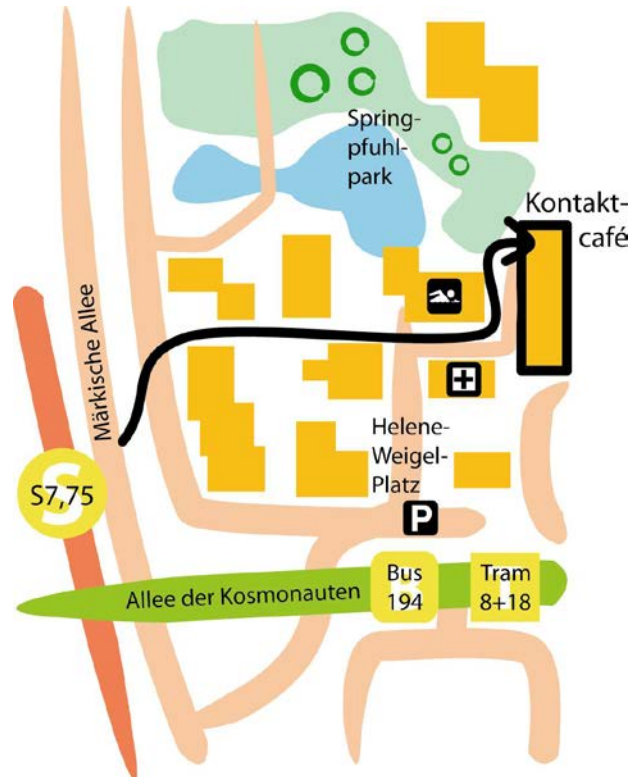 Spring-
pfuhl-
park
Kontakt-
café
Märkische Allee
Helene-
Weigel-
Platz
S
S7,75
P
Allee der Kosmonauten
B
Bus
194
T
Tram
8+18